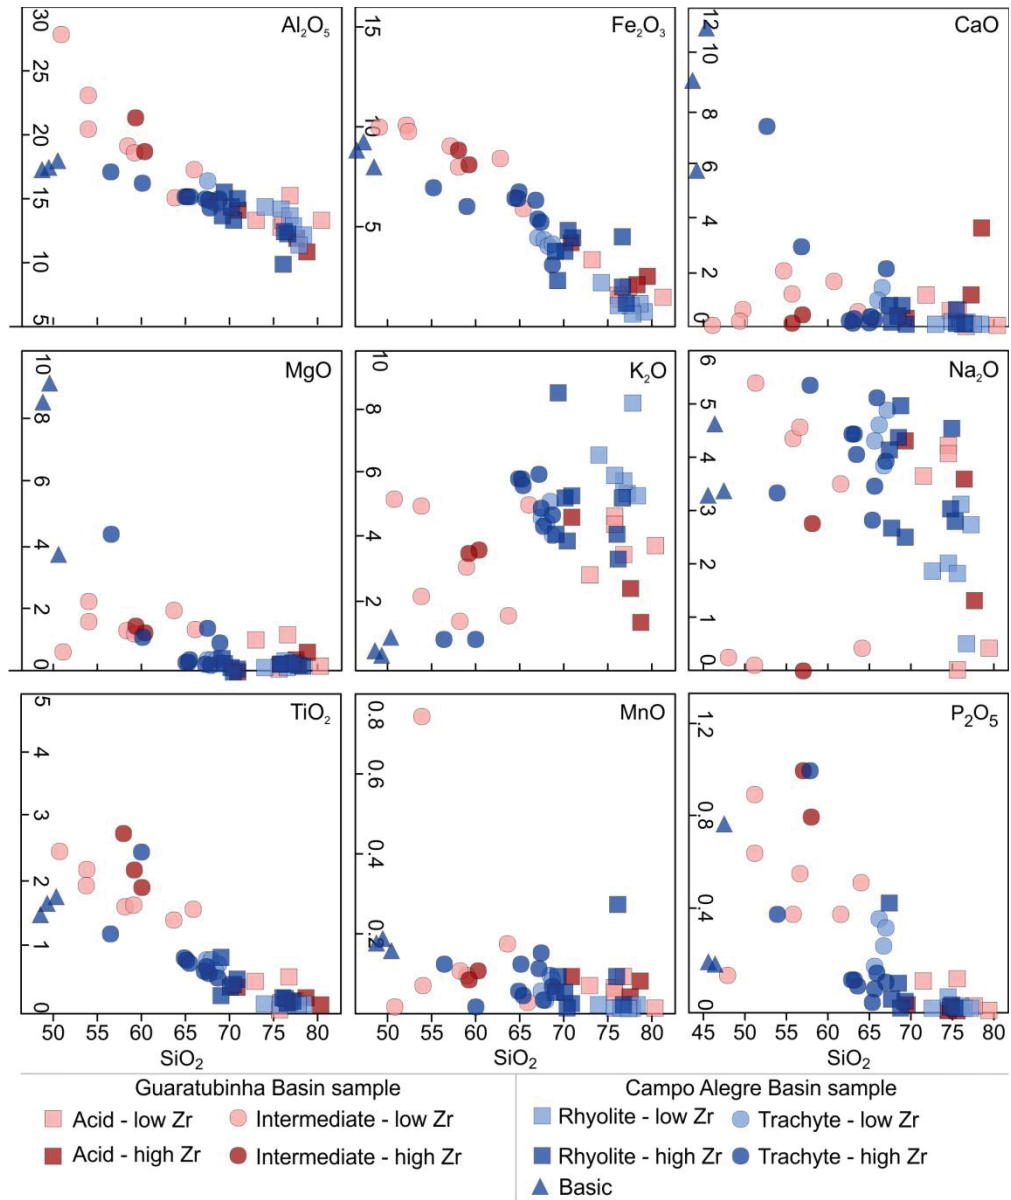 Al₂O₅
30
25
20
15
10
5
Fe₂O₃
15
10
5
CaO
12
10
8
6
4
2
0
MgO
10
8
6
4
2
0
K₂O
10
8
6
4
2
Na₂O
6
5
4
3
2
1
0
TiO₂
5
4
3
2
1
0
MnO
0.8
0.6
0.4
0.2
P₂O₅
1.2
0.8
0.4
0
50 55 60 65 70 75 80
50 55 60 65 70 75 80
45 50 55 60 65 70 75 80
SiO₂ SiO₂ SiO₂
Guaratubinha Basin sample
Acid - low Zr Intermediate - low Zr
Acid - high Zr Intermediate - high Zr
Campo Alegre Basin sample
Rhyolite - low Zr Trachyte - low Zr
Rhyolite - high Zr Trachyte - high Zr
Basic